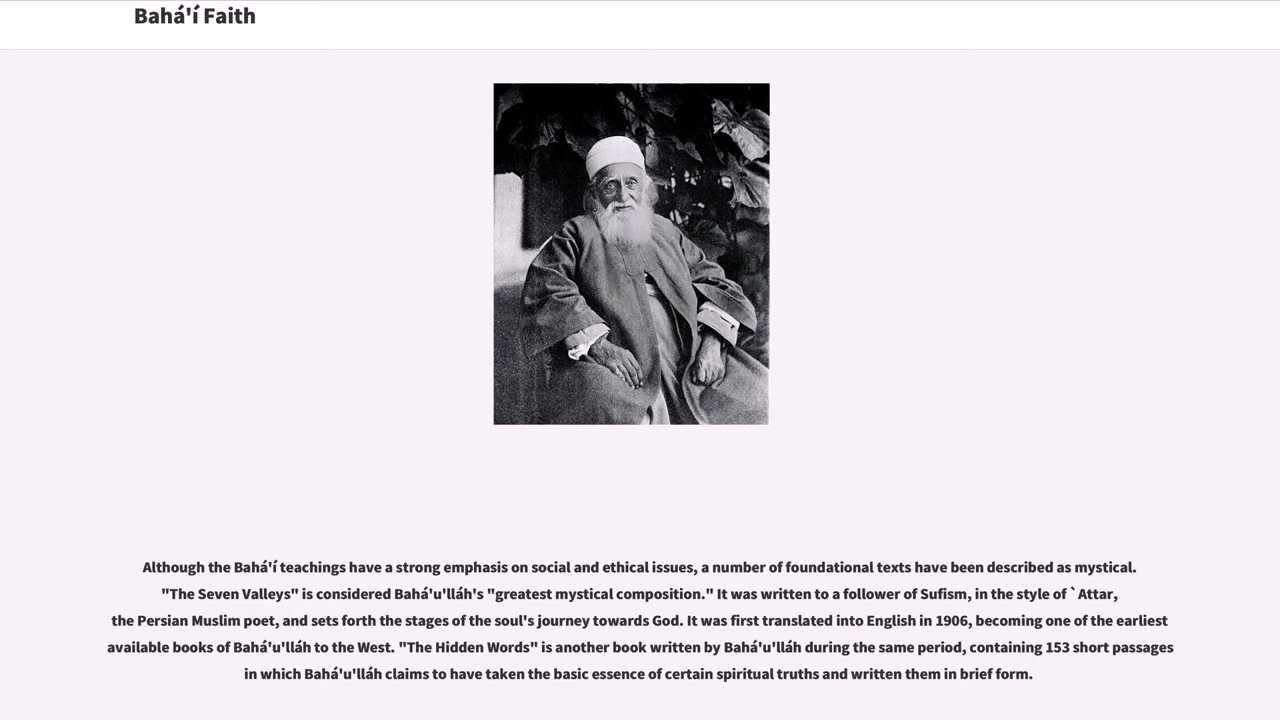 Bahá'í Faith
Although the Bahá'í teachings have a strong emphasis on social and ethical issues, a number of foundational texts have been described as mystical.
"The Seven Valleys" is considered Bahá'u'lláh's "greatest mystical composition." It was written to a follower of Sufism, in the style of `Attar,
the Persian Muslim poet, and sets forth the stages of the soul's journey towards God. It was first translated into English in 1906, becoming one of the earliest
available books of Bahá'u'lláh to the West. "The Hidden Words" is another book written by Bahá'u'lláh during the same period, containing 153 short passages
in which Bahá'u'lláh claims to have taken the basic essence of certain spiritual truths and written them in brief form.